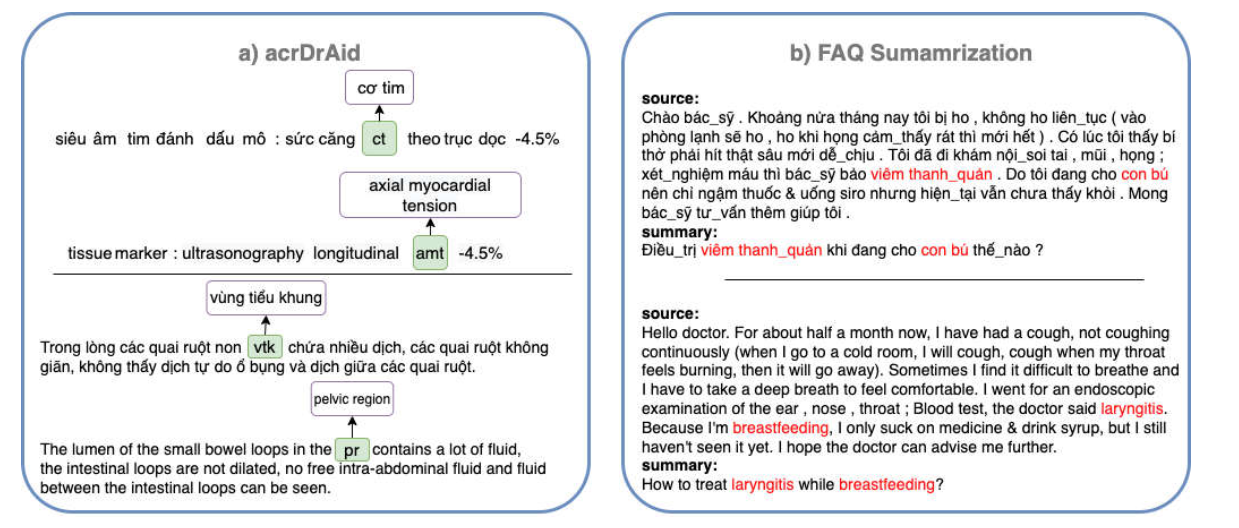 a) acrDrAid
cơ tim
siêu âm tim đánh dấu mô : sức căng ct theo trục dọc -4.5%
axial myocardial
tension
tissue marker : ultrasonography longitudinal amt -4.5%
vùng tiểu khung
Trong lòng các quai ruột non vtk chứa nhiều dịch, các quai ruột không
giãn, không thấy dịch tự do ổ bụng và dịch giữa các quai ruột.
pelvic region
The lumen of the small bowel loops in the pr contains a lot of fluid,
the intestinal loops are not dilated, no free intra-abdominal fluid and fluid
between the intestinal loops can be seen.
b) FAQ Sumamrization
source:
Chào bác_sỹ . Khoảng nửa tháng nay tôi bị ho , không ho liên_tục ( vào
phòng lạnh sẽ ho , ho khi họng cảm_thấy rát thì mới hết ) . Có lúc tôi thấy bí
thở phải hít thật sâu mới dễ_chịu . Tôi đã đi khám nội_soi tai , mũi , họng ;
xét_nghiệm máu thì bác_sỹ bảo viêm thanh_quản . Do tôi đang cho con bú
nên chỉ ngậm thuốc & uống siro nhưng hiện_tại vẫn chưa thấy khỏi . Mong
bác_sỹ tư_vấn thêm giúp tôi .
summary:
Điều_trị viêm thanh_quản khi đang cho con bú thế_nào ?
source:
Hello doctor. For about half a month now, I have had a cough, not coughing
continuously (when I go to a cold room, I will cough, cough when my throat
feels burning, then it will go away). Sometimes I find it difficult to breathe and
I have to take a deep breath to feel comfortable. I went for an endoscopic
examination of the ear , nose , throat ; Blood test, the doctor said laryngitis.
Because I'm breastfeeding, I only suck on medicine & drink syrup, but I still
haven't seen it yet. I hope the doctor can advise me further.
summary:
How to treat laryngitis while breastfeeding?